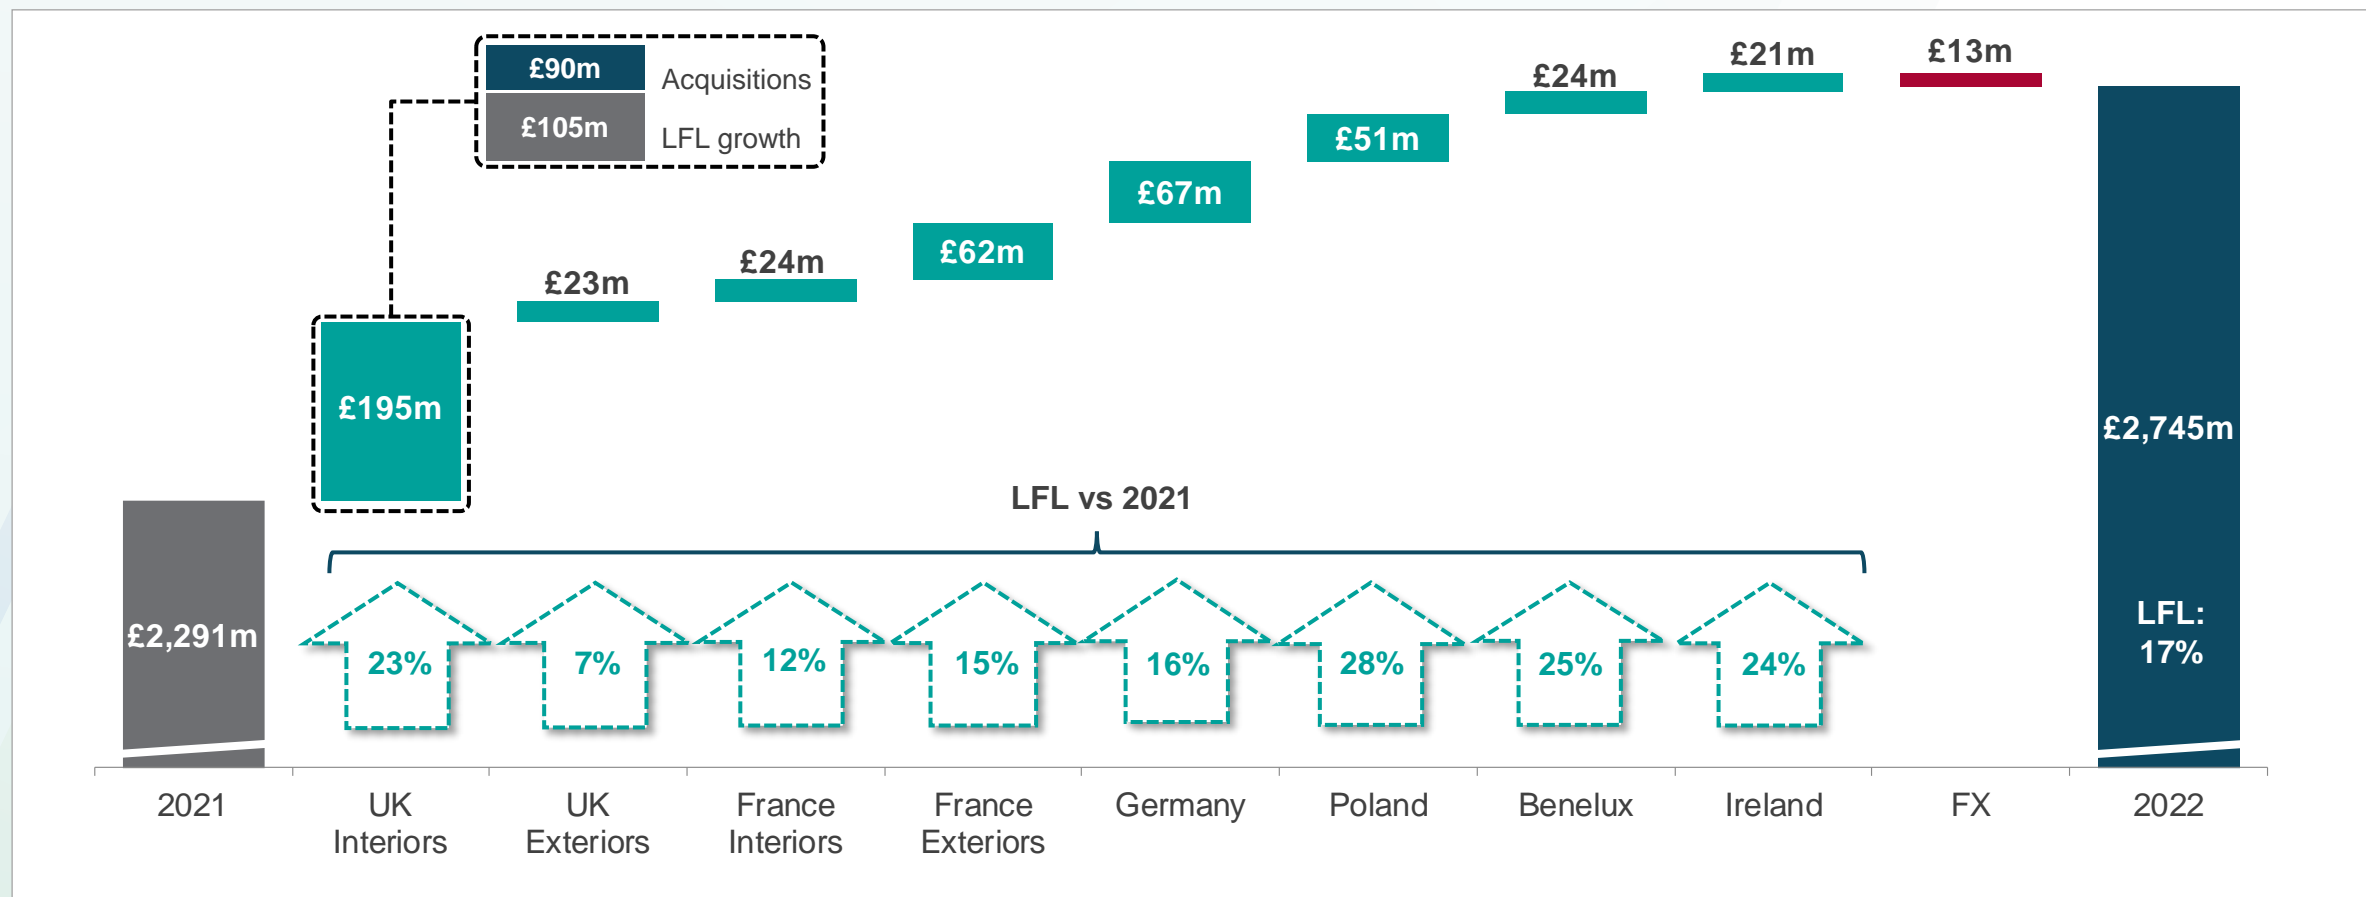 £90m
Acquisitions
£105m
LFL growth
£195m
£23m
£24m
£62m
£67m
£51m
£24m
£21m
£13m
£2,291m
£2,745m
LFL:
17%
LFL vs 2021
23%
7%
12%
15%
16%
28%
25%
24%
2021
UK
Interiors
UK
Exteriors
France
Interiors
France
Exteriors
Germany
Poland
Benelux
Ireland
FX
2022